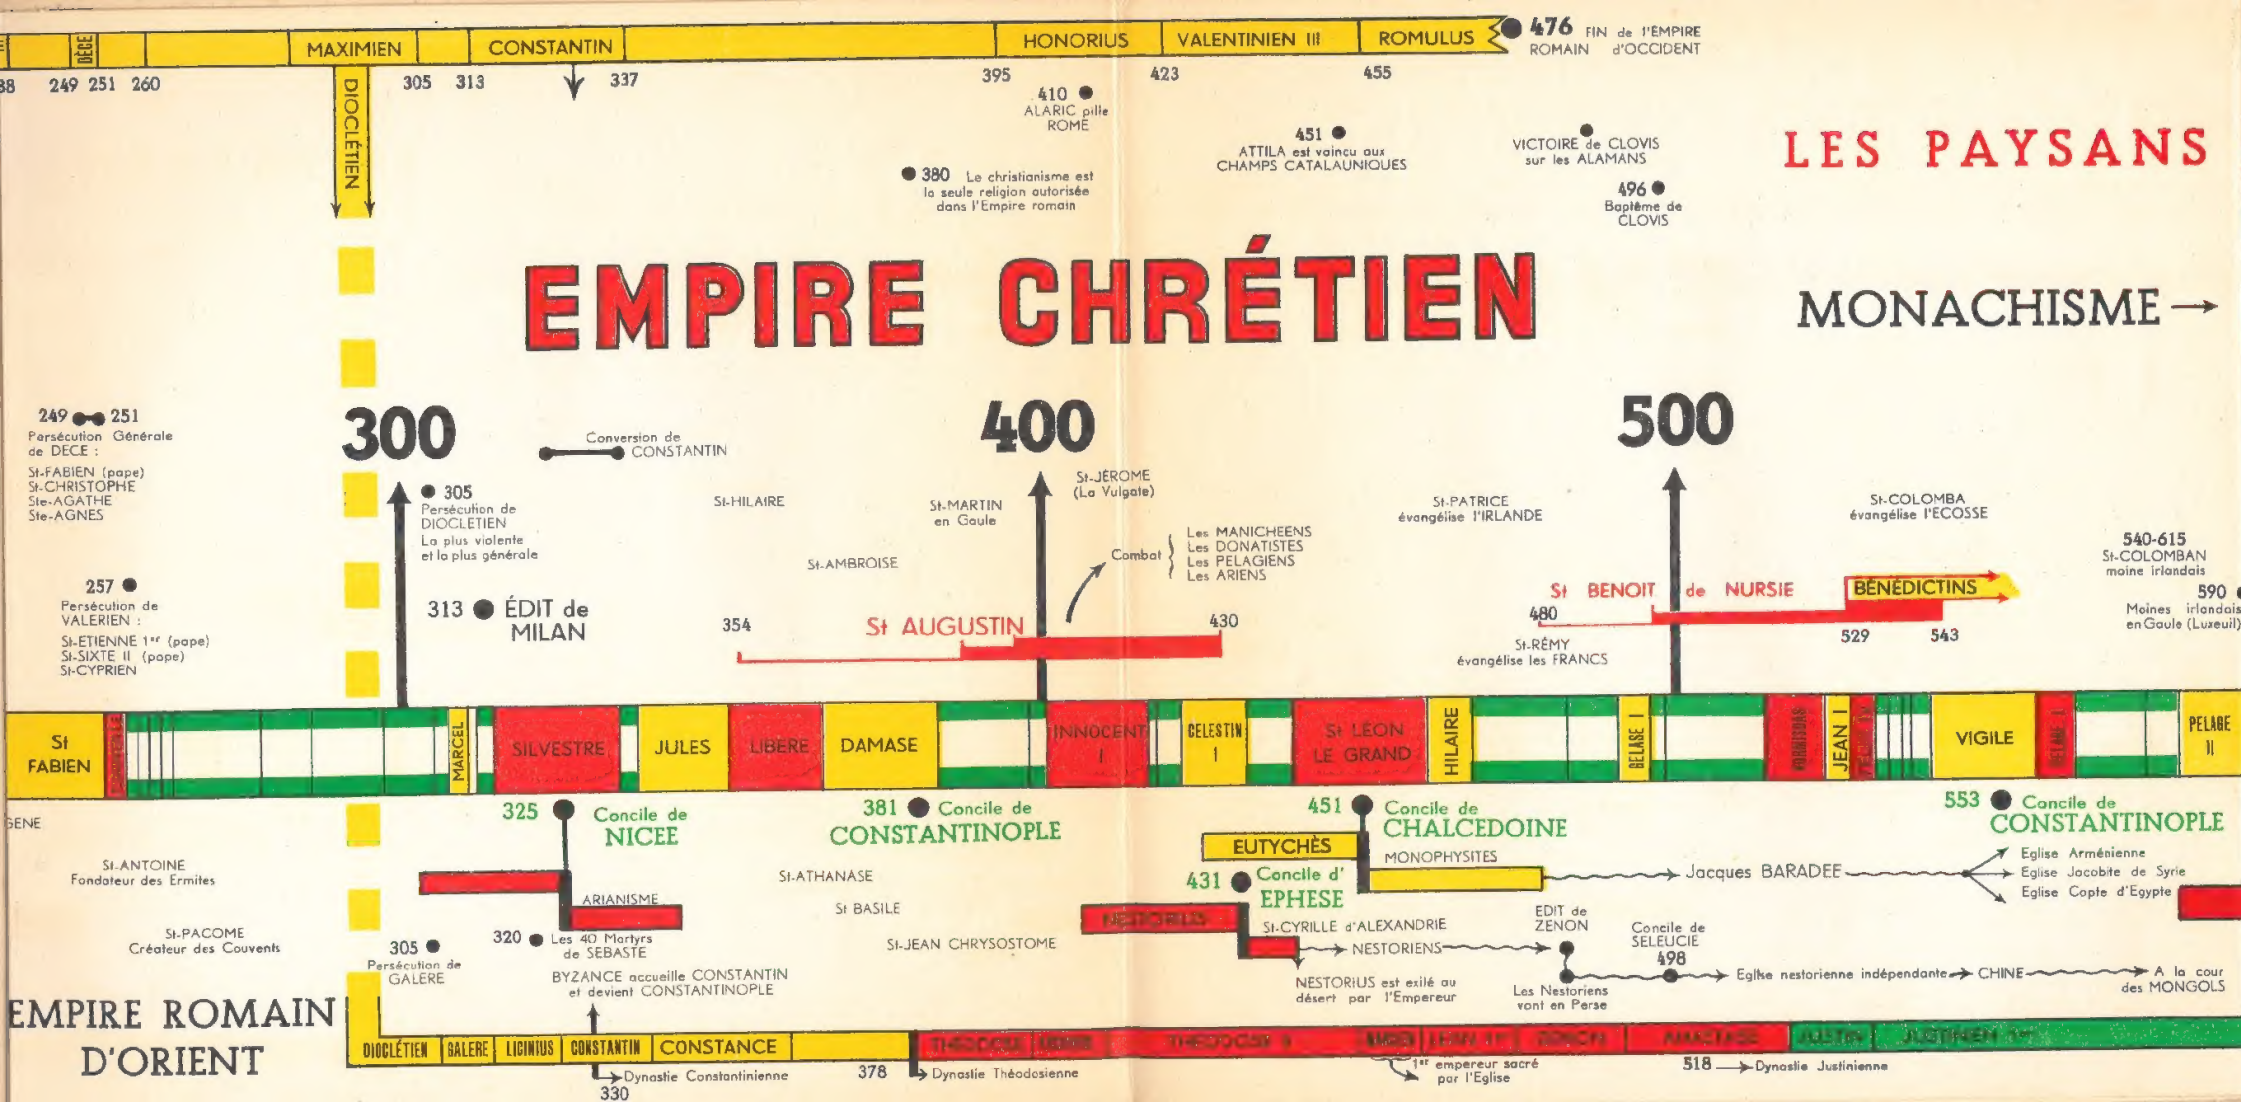 DÈCE
MAXIMIEN
CONSTANTIN
HONORIUS
VALENTINIEN III
ROMULUS
476 FIN de l'EMPIRE
ROMAIN d'OCCIDENT
249 251 260
305 313
337
395
423
455
DIOCLÉTIEN
410
ALARIC pille
ROME
451
ATTILA est vaincu aux
CHAMPS CATALAUNIQUES
VICTOIRE de CLOVIS
sur les ALAMANS
LES PAYSANS
380 Le christianisme est
la seule religion autorisée
dans l'Empire romain
496
Baptême de
CLOVIS
EMPIRE CHRÉTIEN
MONACHISME
249 251
Persécution Générale
de DECE :
St-FABIEN (pape)
St-CHRISTOPHE
Ste-AGATHE
Ste-AGNES
300
400
500
Conversion de
CONSTANTIN
305
Persécution de
DIOCLETIEN
La plus violente
et la plus générale
St-HILAIRE
St-MARTIN
en Gaule
St-JÉROME
(La Vulgate)
St-PATRICE
évangélise l'IRLANDE
St-COLOMBA
évangélise l'ECOSSE
St-AMBROISE
Combat
Les MANICHEENS
Les DONATISTES
Les PELAGIENS
Les ARIENS
540-615
St-COLOMBAN
moine irlandais
257
Persécution de
VALERIEN :
St-ETIENNE 1er (pape)
St-SIXTE II (pape)
St-CYPRIEN
313 ÉDIT de
MILAN
354
St AUGUSTIN
430
St BENOIT de NURSIE
BÉNÉDICTINS
480
529
543
St-RÉMY
évangélise les FRANCS
590
Moines irlandais
en Gaule (Luxeuil)
St
FABIEN
MARCEL
SILVESTRE
JULES
LIBERE
DAMASE
INNOCENT
I
CELESTIN
1
St LÉON
LE GRAND
HILAIRE
GELASE I
HORMISDAS
JEAN I
VIGILE
PELAGE I
PELAGE
II
325 Concile de
NICEE
381 Concile de
CONSTANTINOPLE
451 Concile de
CHALCEDOINE
553 Concile de
CONSTANTINOPLE
St-ANTOINE
Fondateur des Ermites
ARIANISME
St-ATHANASE
EUTYCHÈS
MONOPHYSITES
431 Concile d'
EPHESE
Jacques BARADEE
Eglise Arménienne
Eglise Jacobite de Syrie
Eglise Copte d'Egypte
St-PACOME
Créateur des Couvents
305
Persécution de
GALERE
320 Les 40 Martyrs
de SEBASTE
St BASILE
St-JEAN CHRYSOSTOME
NESTORIUS
St-CYRILLE d'ALEXANDRIE
NESTORIENS
EDIT de
ZENON
Concile de
SELEUCIE
498
NESTORIUS est exilé au
désert par l'Empereur
Les Nestoriens
vont en Perse
Eglise nestorienne indépendante
CHINE
A la cour
des MONGOLS
BYZANCE accueille CONSTANTIN
et devient CONSTANTINOPLE
EMPIRE ROMAIN
D'ORIENT
DIOCLÉTIEN
GALERE
LICINIUS
CONSTANTIN
CONSTANCE
THEODOSE
THEODOSE II
ZENON
ANASTASE
JUSTIN
JUSTINIEN 1er
Dynastie Constantinienne
330
378
Dynastie Théodosienne
1er empereur sacré
par l'Eglise
518 Dynastie Justinienne